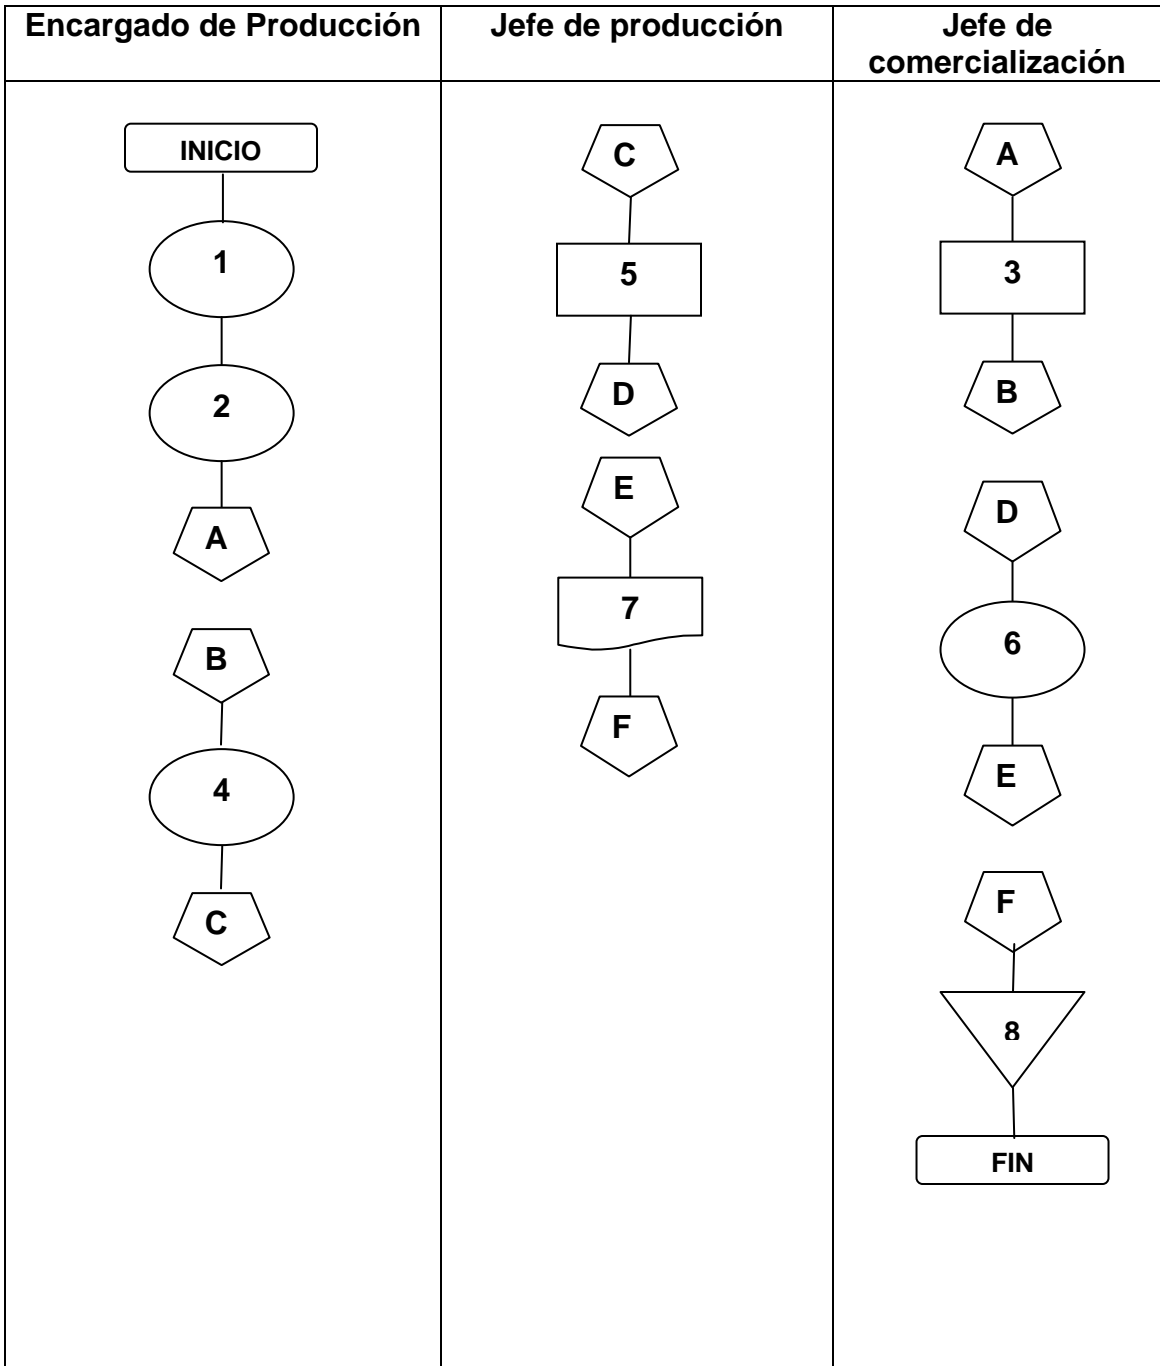 Encargado de Producción
Jefe de producción
Jefe de
comercialización
INICIO
1
2
A
B
4
C
C
5
D
E
7
F
A
3
B
D
6
E
F
8
FIN